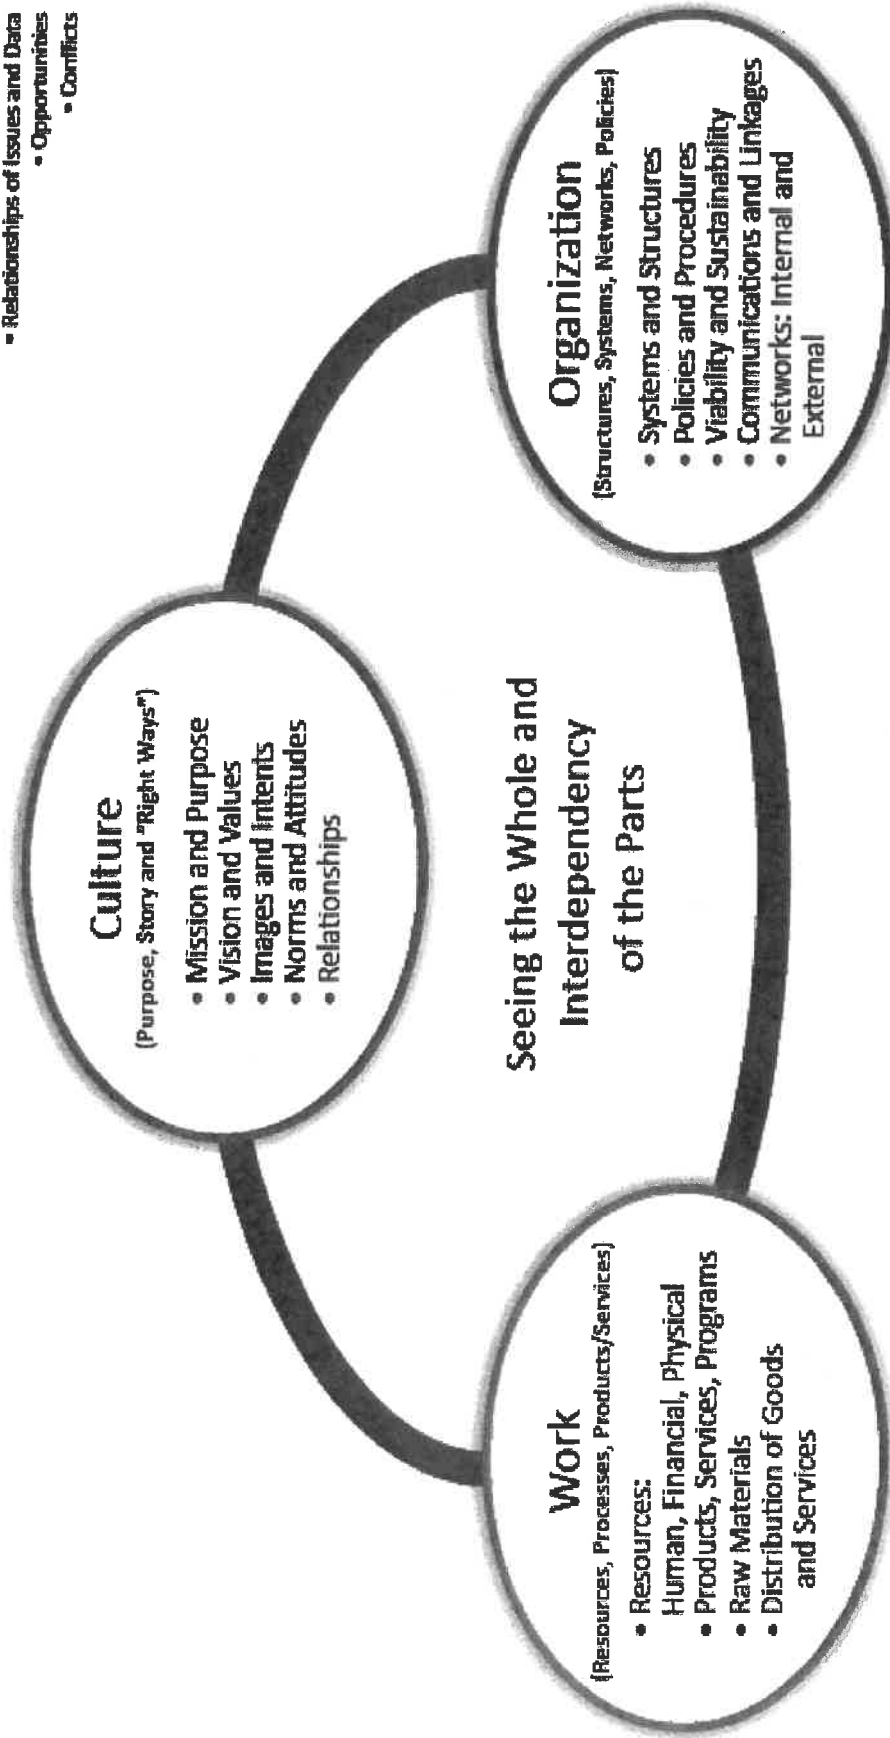 • Relationships of Issues and Data
• Opportunities
• Conflicts
Culture
(Purpose, Story and "Right Ways")
• Mission and Purpose
• Vision and Values
• Images and Intents
• Norms and Attitudes
• Relationships
Seeing the Whole and
Interdependency
of the Parts
Work
(Resources, Processes, Products/Services)
• Resources:
Human, Financial, Physical
• Products, Services, Programs
• Raw Materials
• Distribution of Goods
and Services
Organization
(Structures, Systems, Networks, Policies)
• Systems and Structures
• Policies and Procedures
• Viability and Sustainability
• Communications and Linkages
• Networks: Internal and
External